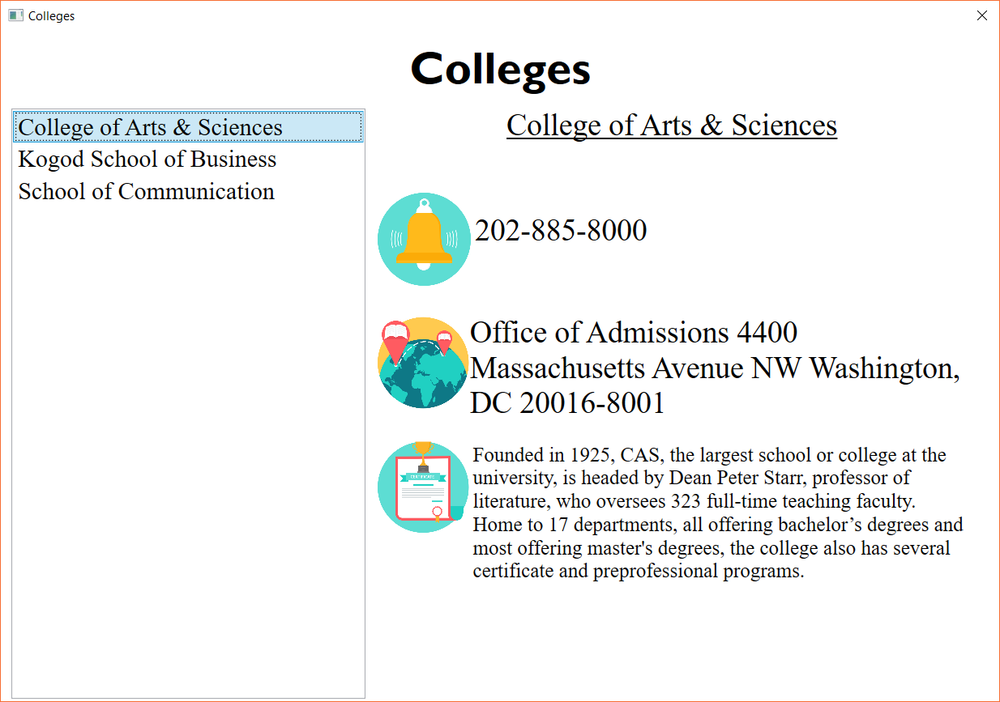 Colleges
Colleges
College of Arts & Sciences
Kogod School of Business
School of Communication
College of Arts & Sciences
202-885-8000
Office of Admissions 4400
Massachusetts Avenue NW Washington,
DC 20016-8001
CERTIFICATE
Founded in 1925, CAS, the largest school or college at the
university, is headed by Dean Peter Starr, professor of
literature, who oversees 323 full-time teaching faculty.
Home to 17 departments, all offering bachelor’s degrees and
most offering master's degrees, the college also has several
certificate and preprofessional programs.